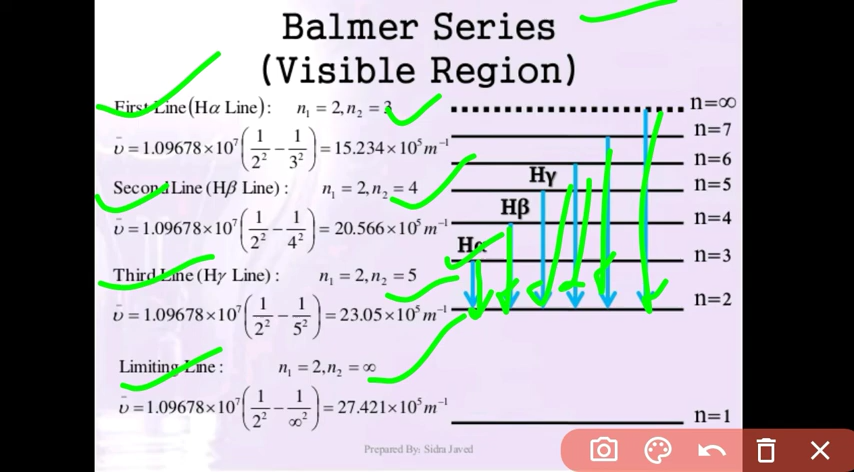 Balmer Series
(Visible Region)
First Line (Hα Line): n₁ = 2, n₂ = 3
ῡ = 1.09678 × 10⁷ (1/2² − 1/3²) = 15.234 × 10⁵ m⁻¹
Second Line (Hβ Line): n₁ = 2, n₂ = 4
ῡ = 1.09678 × 10⁷ (1/2² − 1/4²) = 20.566 × 10⁵ m⁻¹
Third Line (Hγ Line): n₁ = 2, n₂ = 5
ῡ = 1.09678 × 10⁷ (1/2² − 1/5²) = 23.05 × 10⁵ m⁻¹
Limiting Line: n₁ = 2, n₂ = ∞
ῡ = 1.09678 × 10⁷ (1/2² − 1/∞²) = 27.421 × 10⁵ m⁻¹
n=∞
n=7
n=6
Hγ n=5
Hβ n=4
Hα n=3
n=2
n=1
Prepared By: Sidra Javed